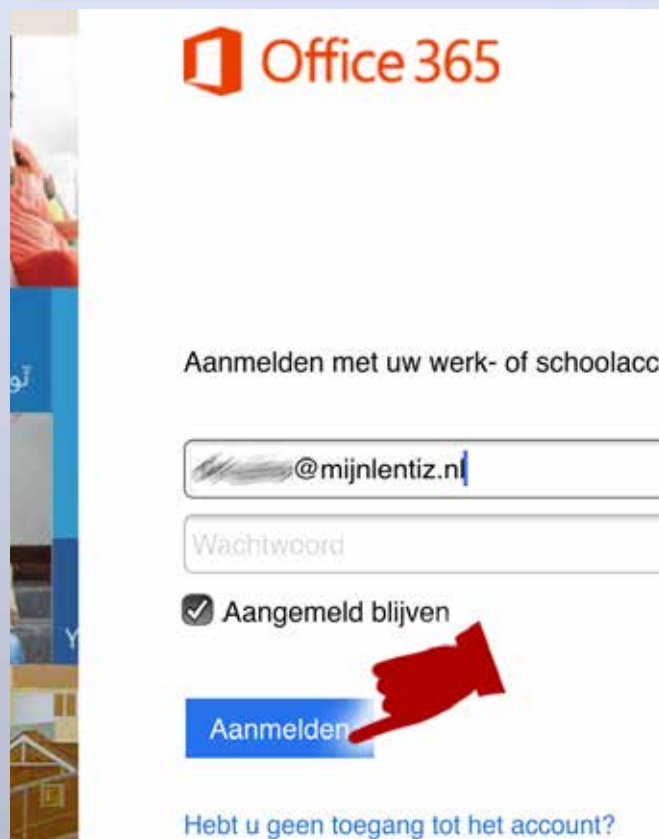 Office 365
Aanmelden met uw werk- of schoolacc
@mijnlentiz.nl
Wachtwoord
Aangemeld blijven
Aanmelden
Hebt u geen toegang tot het account?